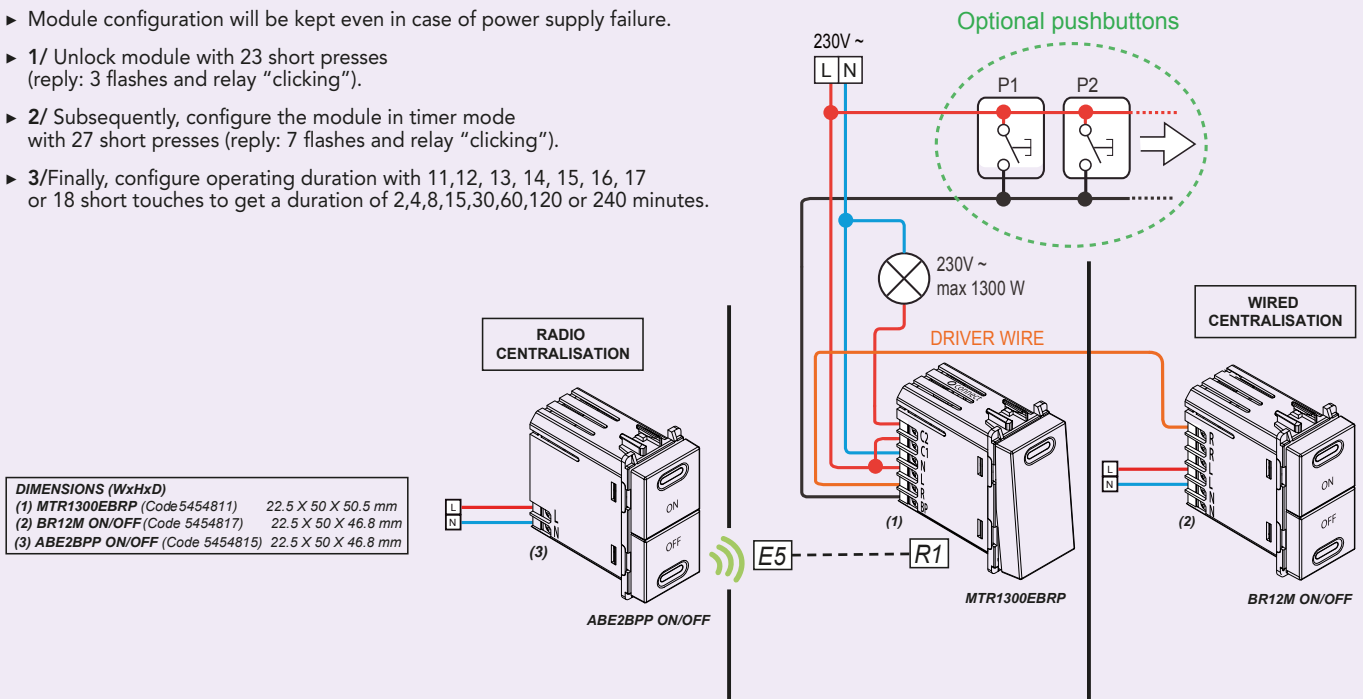 ► Module configuration will be kept even in case of power supply failure.
► 1/ Unlock module with 23 short presses
(reply: 3 flashes and relay “clicking”).
► 2/ Subsequently, configure the module in timer mode
with 27 short presses (reply: 7 flashes and relay “clicking”).
► 3/Finally, configure operating duration with 11,12, 13, 14, 15, 16, 17
or 18 short touches to get a duration of 2,4,8,15,30,60,120 or 240 minutes.
Optional pushbuttons
230V ~
L N
P1 P2
230V ~
max 1300 W
DRIVER WIRE
RADIO
CENTRALISATION
WIRED
CENTRALISATION
DIMENSIONS (WxHxD)
(1) MTR1300EBRP (Code5454811) 22.5 X 50 X 50.5 mm
(2) BR12M ON/OFF (Code 5454817) 22.5 X 50 X 46.8 mm
(3) ABE2BPP ON/OFF (Code 5454815) 22.5 X 50 X 46.8 mm
L
N
L
N
(3)
ON
OFF
ABE2BPP ON/OFF
E5
R1
C2
C1
N
L
R
BP
(1)
MTR1300EBRP
L
N
R
R
L
L
N
(2)
ON
OFF
BR12M ON/OFF